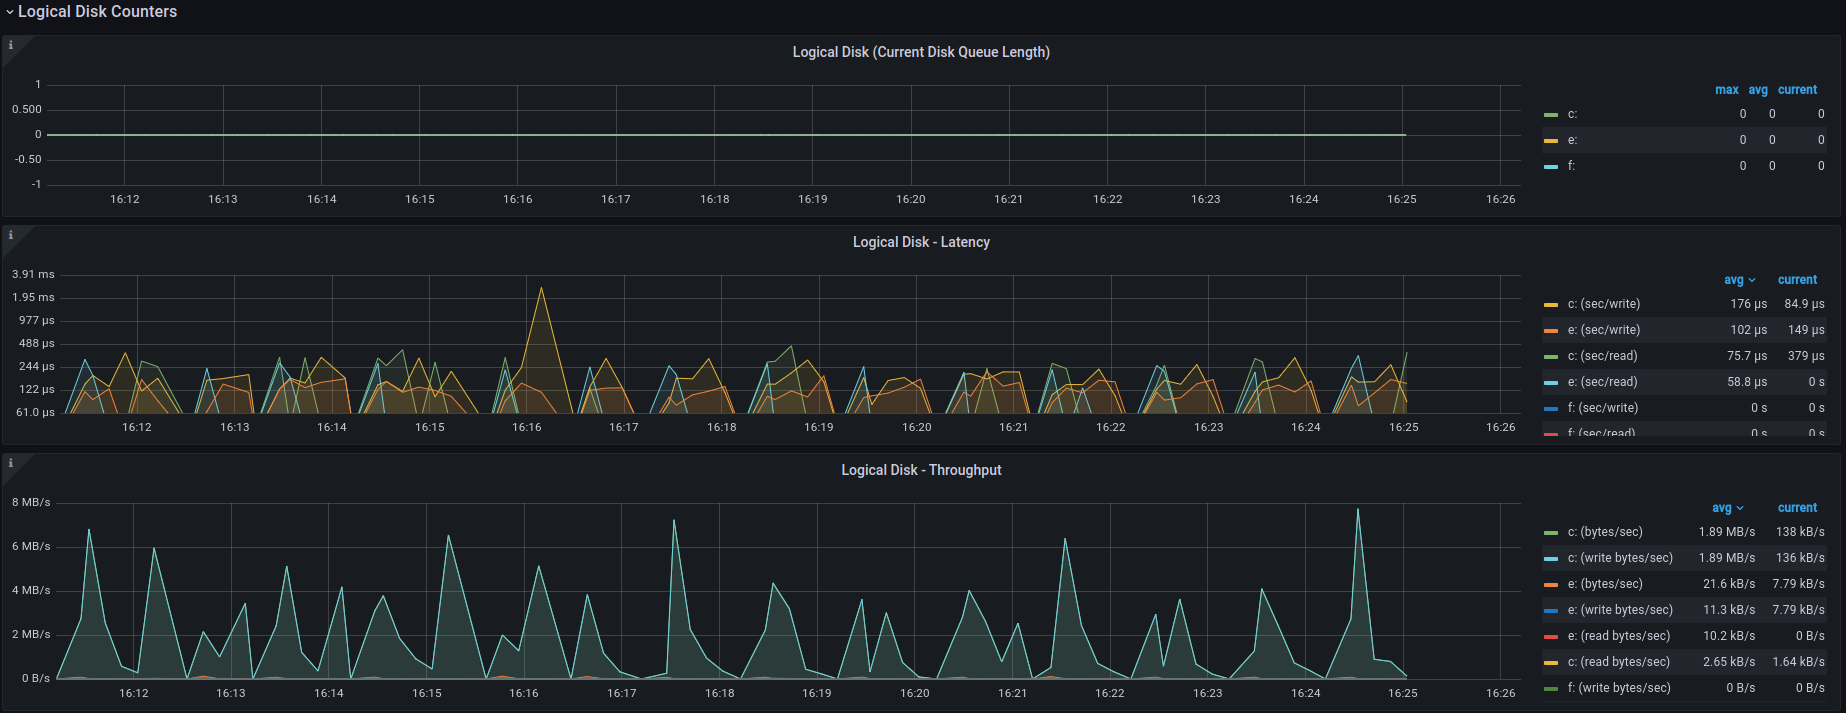 Logical Disk Counters
i
Logical Disk (Current Disk Queue Length)
1
0.500
0
-0.50
-1
16:12 16:13 16:14 16:15 16:16 16:17 16:18 16:19 16:20 16:21 16:22 16:23 16:24 16:25 16:26
max avg current
c: 0 0 0
e: 0 0 0
f: 0 0 0
i
Logical Disk - Latency
3.91 ms
1.95 ms
977 µs
488 µs
244 µs
122 µs
61.0 µs
16:12 16:13 16:14 16:15 16:16 16:17 16:18 16:19 16:20 16:21 16:22 16:23 16:24 16:25 16:26
avg current
c: (sec/write) 176 µs 84.9 µs
e: (sec/write) 102 µs 149 µs
c: (sec/read) 75.7 µs 379 µs
e: (sec/read) 58.8 µs 0 s
f: (sec/write) 0 s 0 s
f: (sec/read) 0 s 0 s
i
Logical Disk - Throughput
8 MB/s
6 MB/s
4 MB/s
2 MB/s
0 B/s
16:12 16:13 16:14 16:15 16:16 16:17 16:18 16:19 16:20 16:21 16:22 16:23 16:24 16:25 16:26
avg current
c: (bytes/sec) 1.89 MB/s 138 kB/s
c: (write bytes/sec) 1.89 MB/s 136 kB/s
e: (bytes/sec) 21.6 kB/s 7.79 kB/s
e: (write bytes/sec) 11.3 kB/s 7.79 kB/s
e: (read bytes/sec) 10.2 kB/s 0 B/s
c: (read bytes/sec) 2.65 kB/s 1.64 kB/s
f: (write bytes/sec) 0 B/s 0 B/s